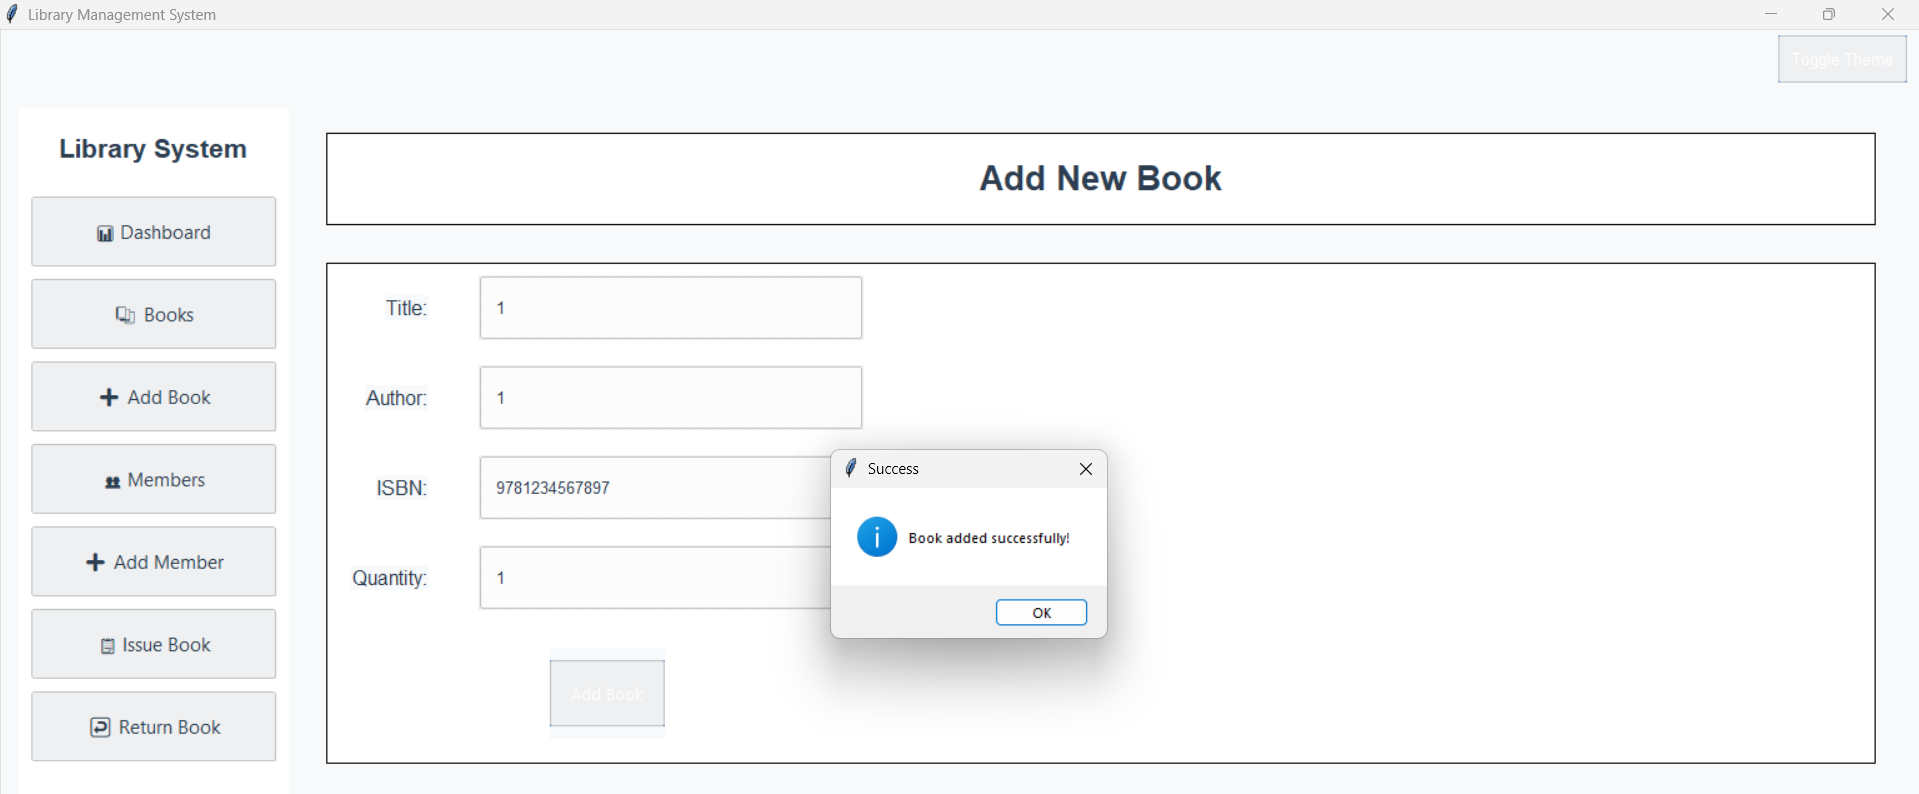 Library Management System
Toggle Theme
Library System
Dashboard
Books
Add Book
Members
Add Member
Issue Book
Return Book
Add New Book
Title: 1
Author: 1
ISBN: 9781234567897
Quantity: 1
Add Book
Success
Book added successfully!
OK